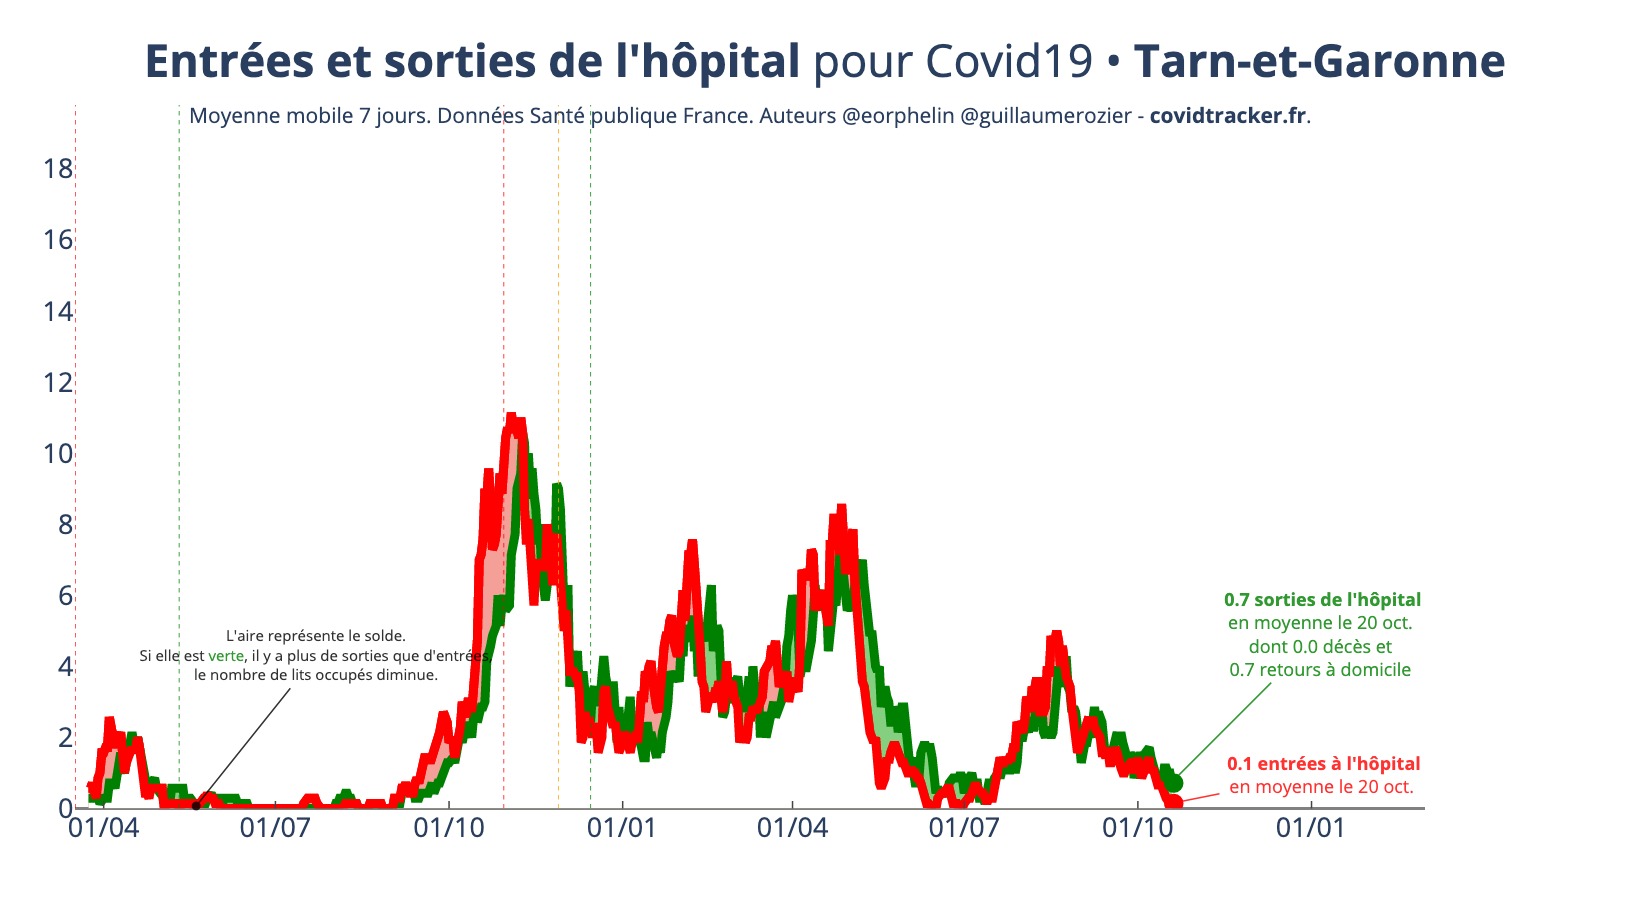 Entrées et sorties de l'hôpital pour Covid19 • Tarn-et-Garonne
Moyenne mobile 7 jours. Données Santé publique France. Auteurs @eorphelin @guillaumerozier - covidtracker.fr.
18
16
14
12
10
8
6
4
2
0
L'aire représente le solde.
Si elle est verte, il y a plus de sorties que d'entrées,
le nombre de lits occupés diminue.
0.7 sorties de l'hôpital
en moyenne le 20 oct.
dont 0.0 décès et
0.7 retours à domicile
0.1 entrées à l'hôpital
en moyenne le 20 oct.
01/04 01/07 01/10 01/01 01/04 01/07 01/10 01/01